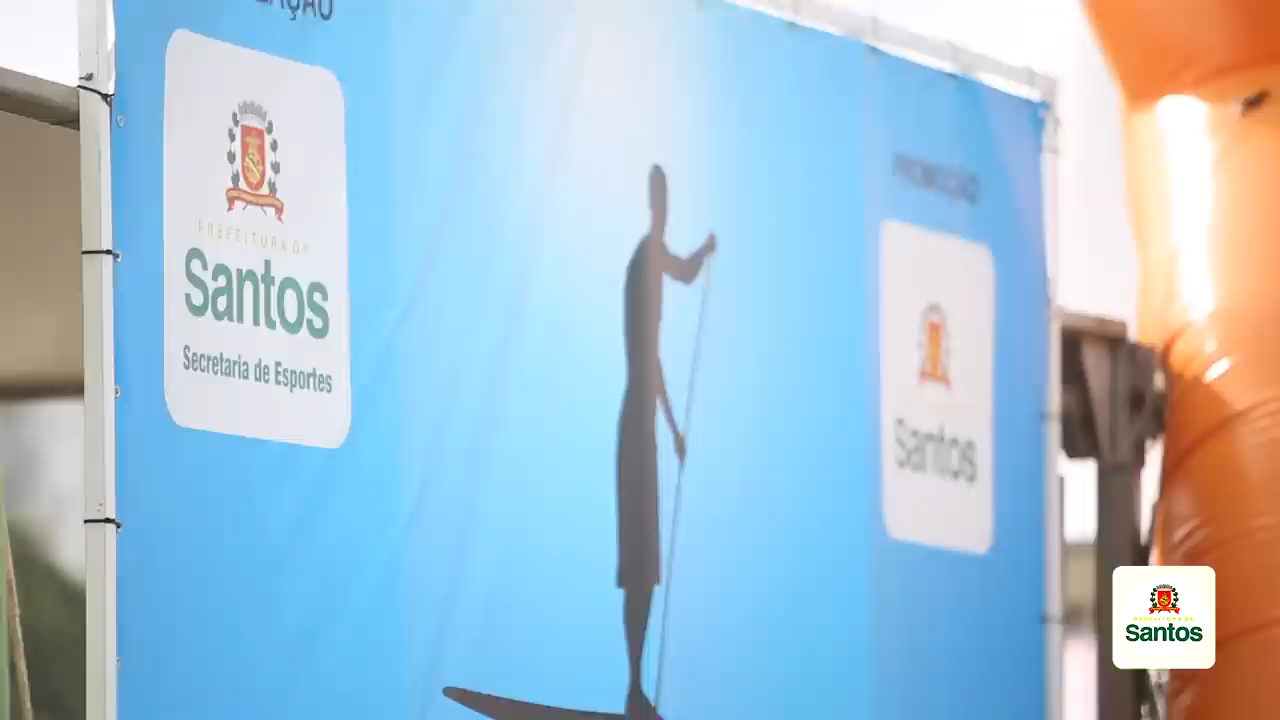 PREFEITURA DE
Santos
Secretaria de Esportes
PROMOÇÃO
Santos
PREFEITURA DE
Santos